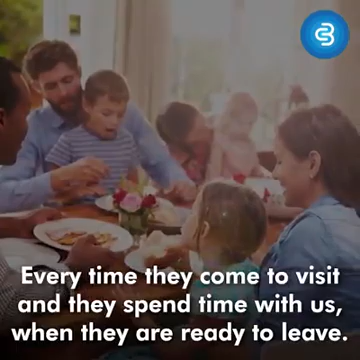 Every time they come to visit
and they spend time with us,
when they are ready to leave.